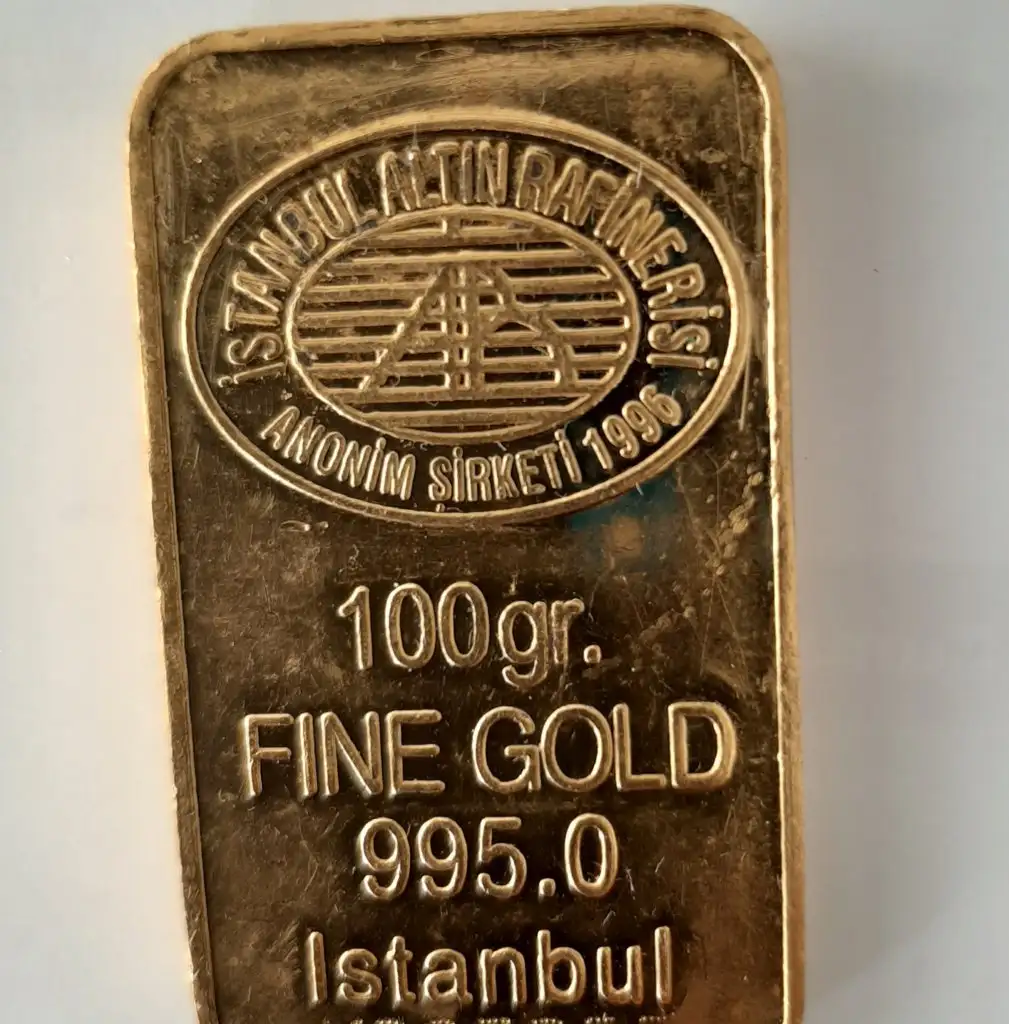 İSTANBUL ALTIN RAFİNERİSİ
ANONİM ŞİRKETİ 1996
100gr.
FINE GOLD
995.0
Istanbul